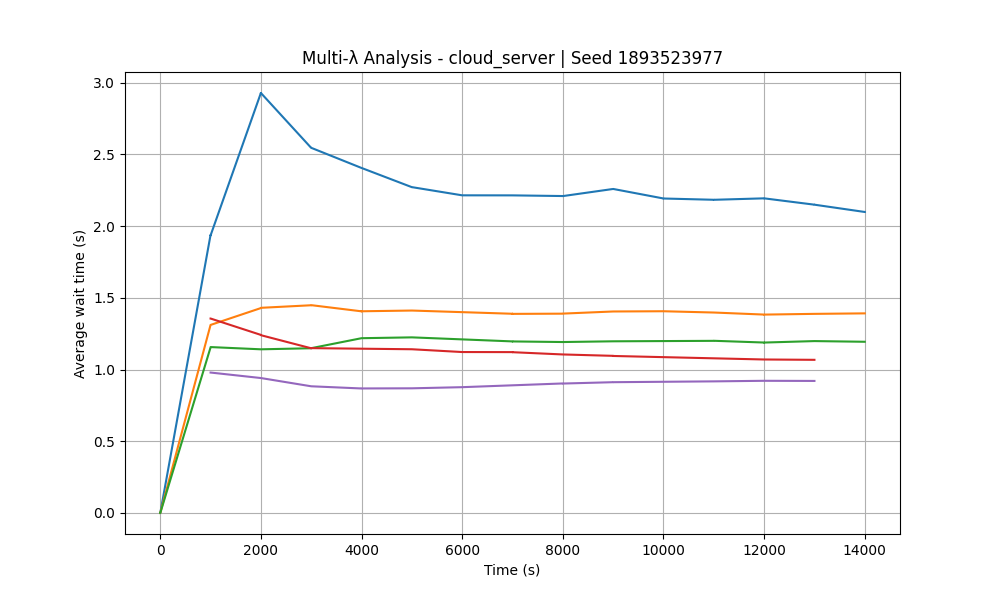 Multi-λ Analysis - cloud_server | Seed 1893523977
Average wait time (s)
3.0
2.5
2.0
1.5
1.0
0.5
0.0
0 2000 4000 6000 8000 10000 12000 14000
Time (s)